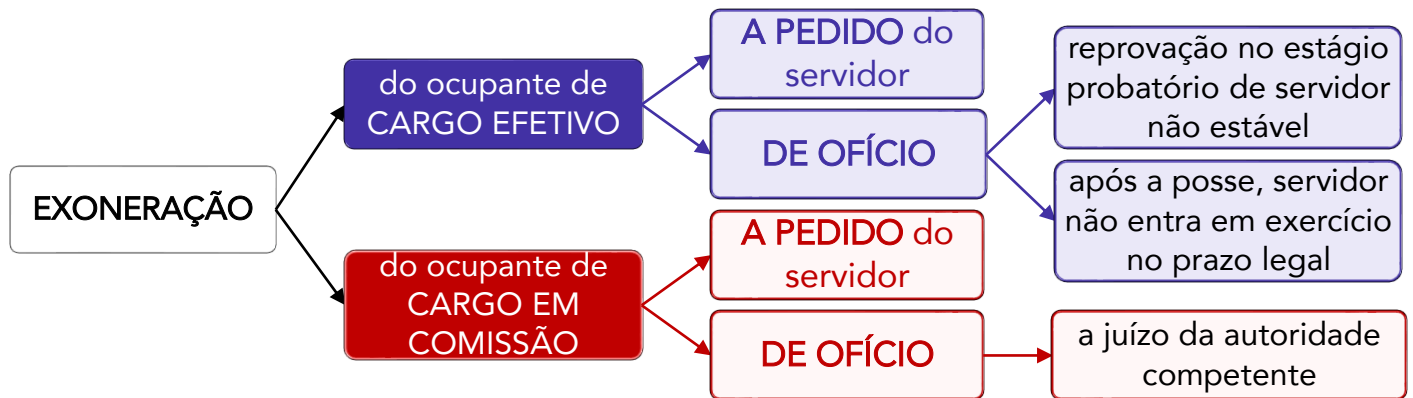 EXONERAÇÃO
do ocupante de
CARGO EFETIVO
A PEDIDO do
servidor
DE OFÍCIO
reprovação no estágio
probatório de servidor
não estável
após a posse, servidor
não entra em exercício
no prazo legal
do ocupante de
CARGO EM
COMISSÃO
A PEDIDO do
servidor
DE OFÍCIO
a juízo da autoridade
competente